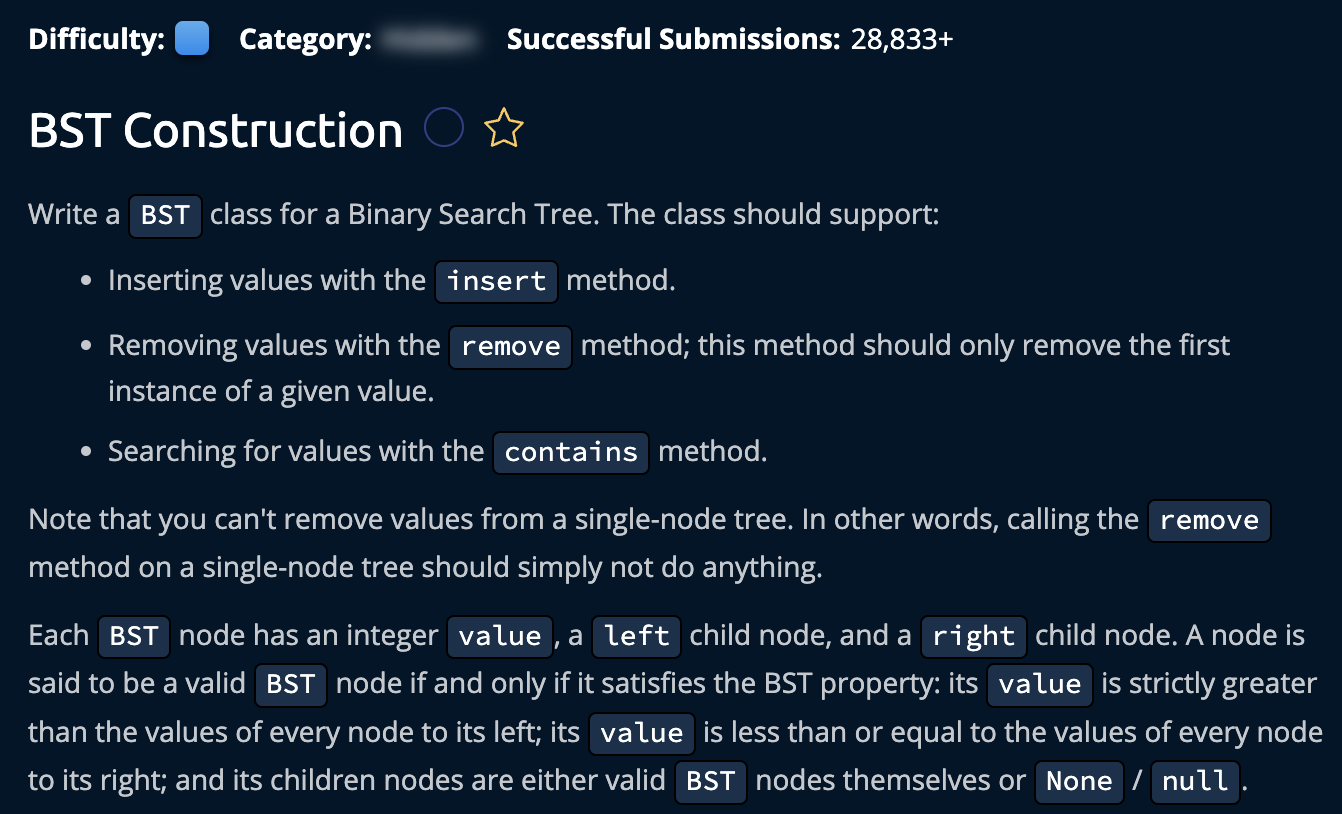 Difficulty: Category: Successful Submissions: 28,833+
BST Construction
Write a BST class for a Binary Search Tree. The class should support:
• Inserting values with the insert method.
• Removing values with the remove method; this method should only remove the first
instance of a given value.
• Searching for values with the contains method.
Note that you can't remove values from a single-node tree. In other words, calling the remove
method on a single-node tree should simply not do anything.
Each BST node has an integer value, a left child node, and a right child node. A node is
said to be a valid BST node if and only if it satisfies the BST property: its value is strictly greater
than the values of every node to its left; its value is less than or equal to the values of every node
to its right; and its children nodes are either valid BST nodes themselves or None / null.